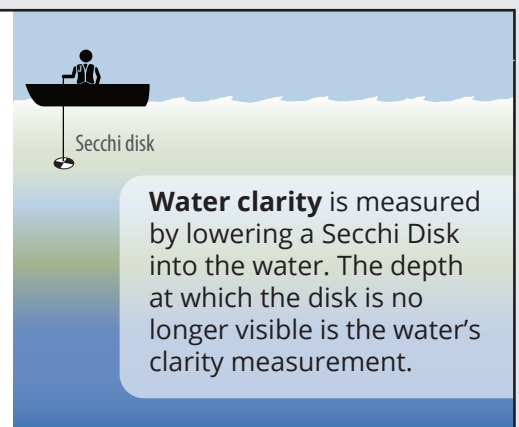 Secchi disk
Water clarity is measured
by lowering a Secchi Disk
into the water. The depth
at which the disk is no
longer visible is the water’s
clarity measurement.